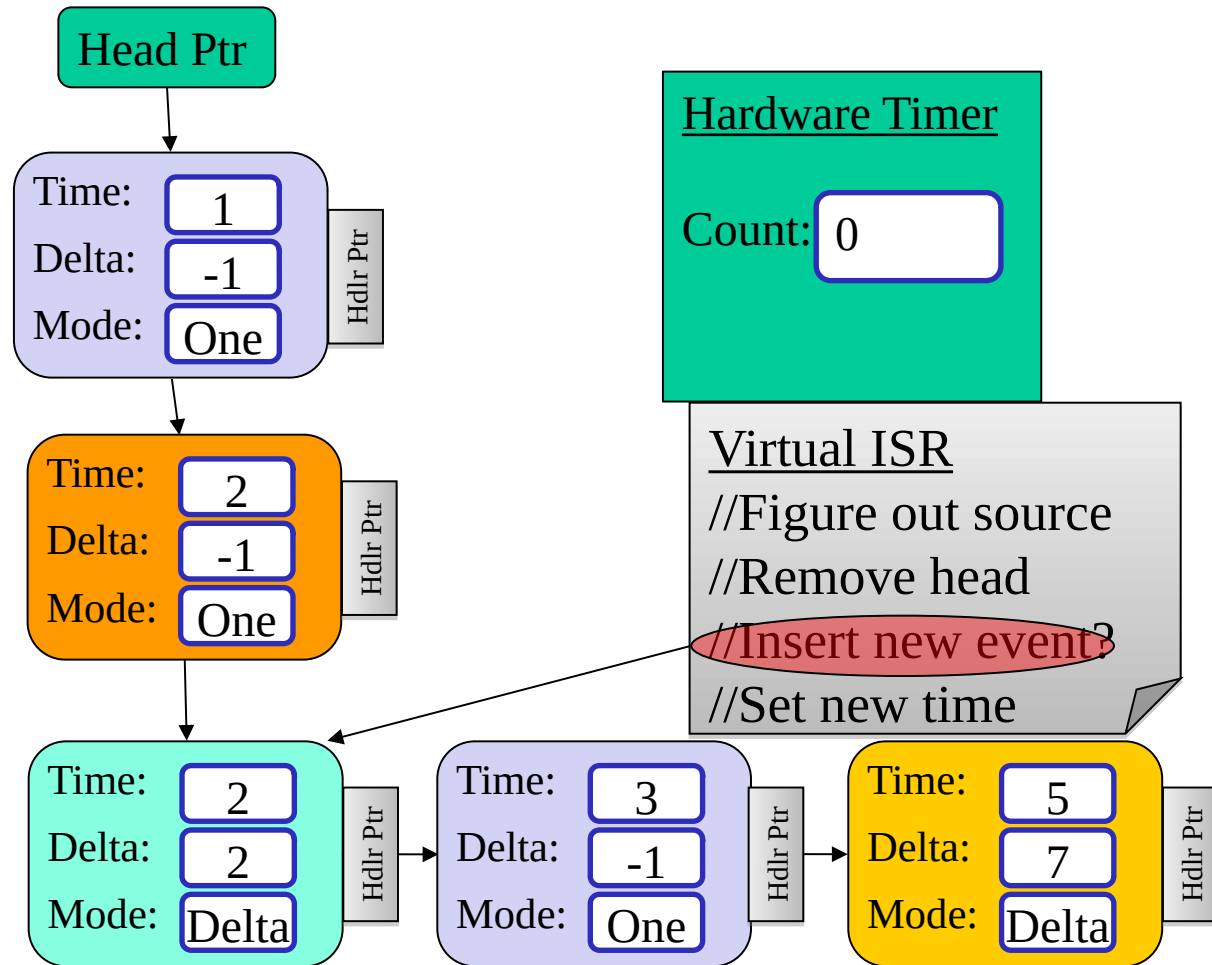 Head Ptr
Time: 1
Delta: -1
Mode: One
Hdlr Ptr
Hardware Timer
Count: 0
Time: 2
Delta: -1
Mode: One
Hdlr Ptr
Virtual ISR
//Figure out source
//Remove head
//Insert new event?
//Set new time
Time: 2
Delta: 2
Mode: Delta
Hdlr Ptr
Time: 3
Delta: -1
Mode: One
Hdlr Ptr
Time: 5
Delta: 7
Mode: Delta
Hdlr Ptr